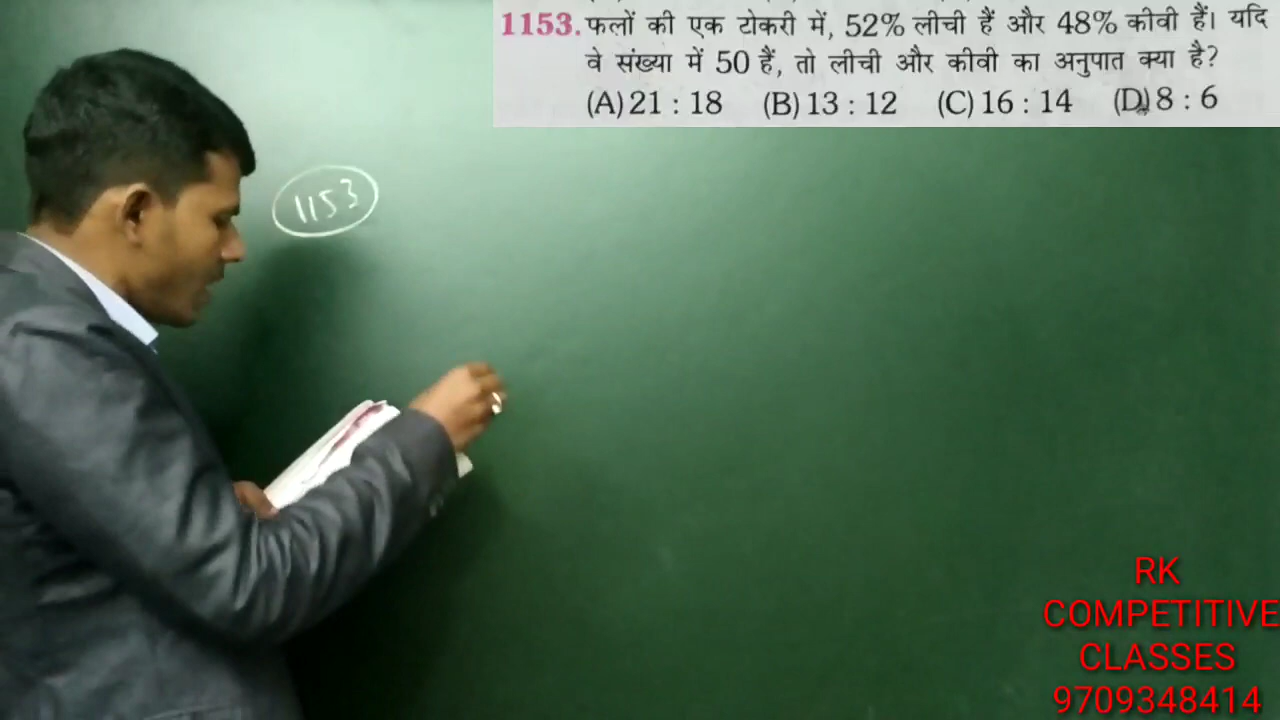 1153. फलों की एक टोकरी में, 52% लीची हैं और 48% कीवी हैं। यदि
वे संख्या में 50 हैं, तो लीची और कीवी का अनुपात क्या है?
(A) 21 : 18 (B) 13 : 12 (C) 16 : 14 (D) 8 : 6
1153
RK
COMPETITIVE
CLASSES
9709348414